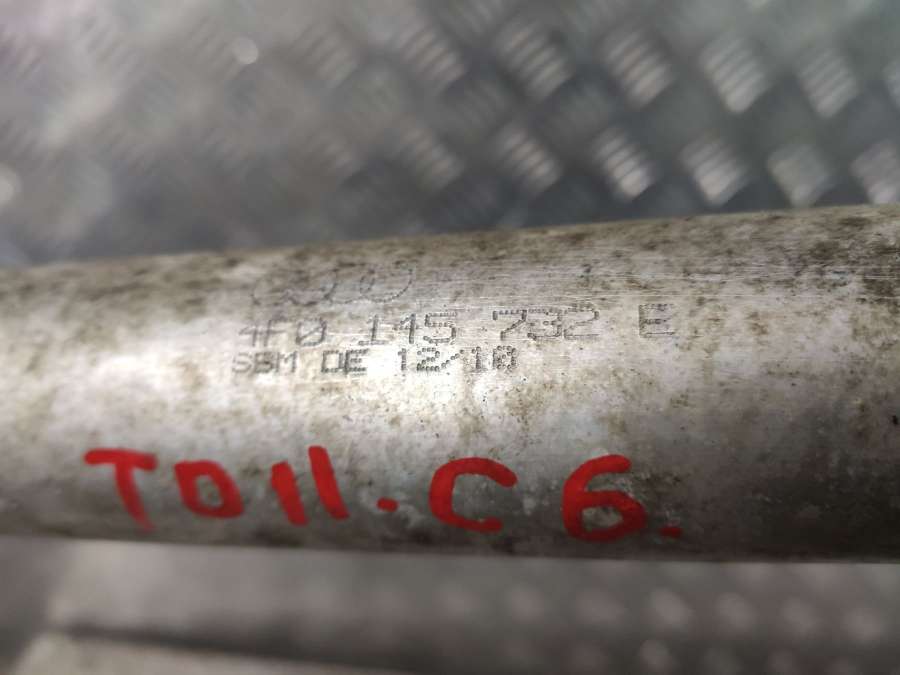 4F0 145 732 E
SBM DE 12/10
TD11.C6.